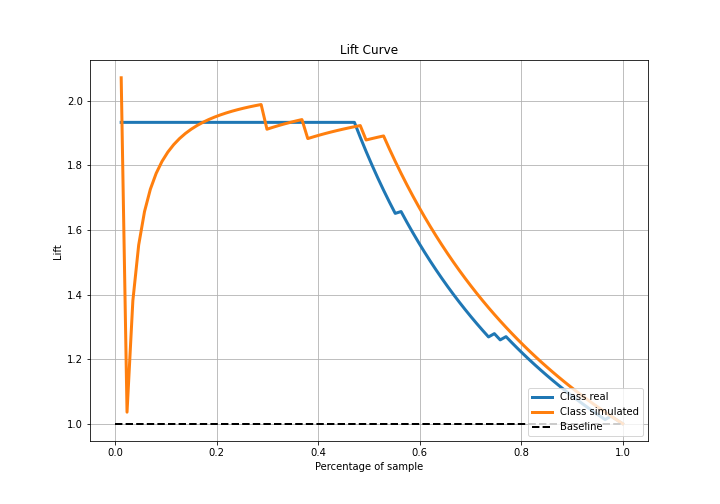 Lift Curve
Lift
2.0
1.8
1.6
1.4
1.2
1.0
0.0 0.2 0.4 0.6 0.8 1.0
Percentage of sample
Class real
Class simulated
Baseline